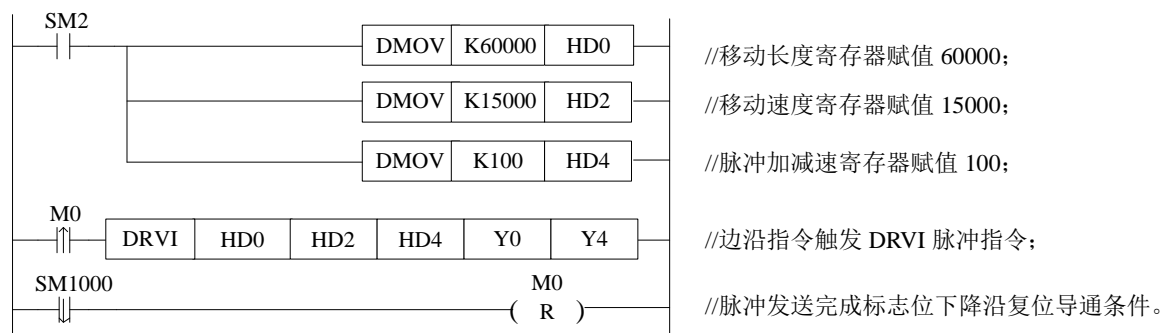 SM2
DMOV K60000 HD0 //移动长度寄存器赋值 60000；
DMOV K15000 HD2 //移动速度寄存器赋值 15000；
DMOV K100 HD4 //脉冲加减速寄存器赋值 100；
M0
DRVI HD0 HD2 HD4 Y0 Y4 //边沿指令触发 DRVI 脉冲指令；
SM1000 M0
( R ) //脉冲发送完成标志位下降沿复位导通条件。